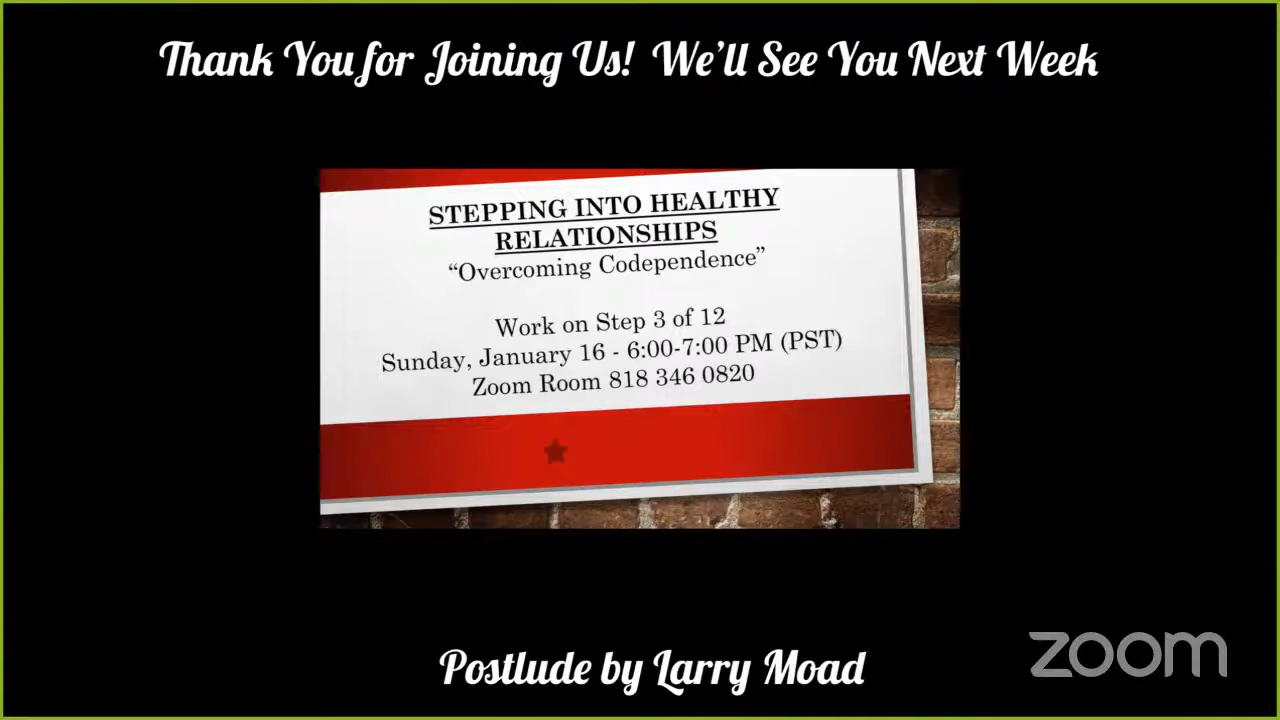 Thank You for Joining Us! We'll See You Next Week
STEPPING INTO HEALTHY
RELATIONSHIPS
“Overcoming Codependence”
Work on Step 3 of 12
Sunday, January 16 - 6:00-7:00 PM (PST)
Zoom Room 818 346 0820
Postlude by Larry Moad
zoom